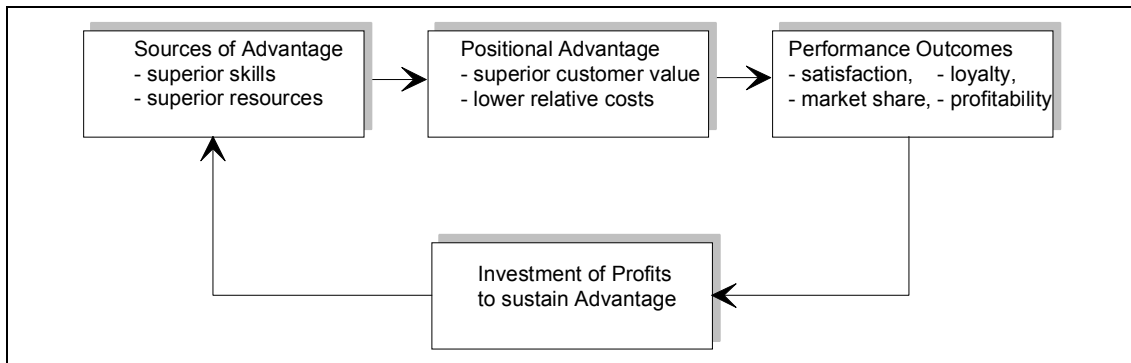 Sources of Advantage
- superior skills
- superior resources
Positional Advantage
- superior customer value
- lower relative costs
Performance Outcomes
- satisfaction, - loyalty,
- market share, - profitability
Investment of Profits
to sustain Advantage